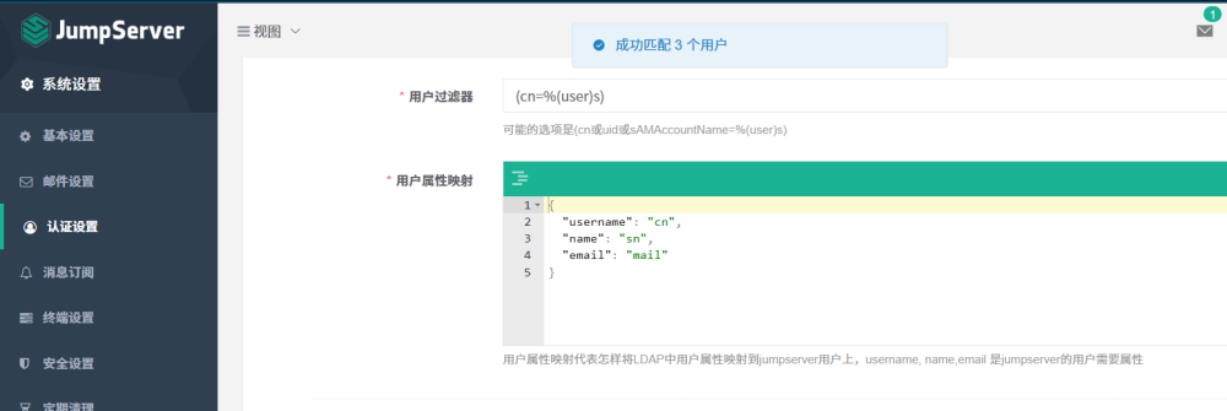 JumpServer
视图
1
成功匹配 3 个用户
系统设置
* 用户过滤器
(cn=%(user)s)
可能的选项是(cn或uid或sAMAccountName=%(user)s)
基本设置
邮件设置
认证设置
消息订阅
终端设置
安全设置
定期清理
* 用户属性映射
1 {
2 "username": "cn",
3 "name": "sn",
4 "email": "mail"
5 }
用户属性映射代表怎样将LDAP中用户属性映射到jumpserver用户上，username, name,email 是jumpserver的用户需要属性